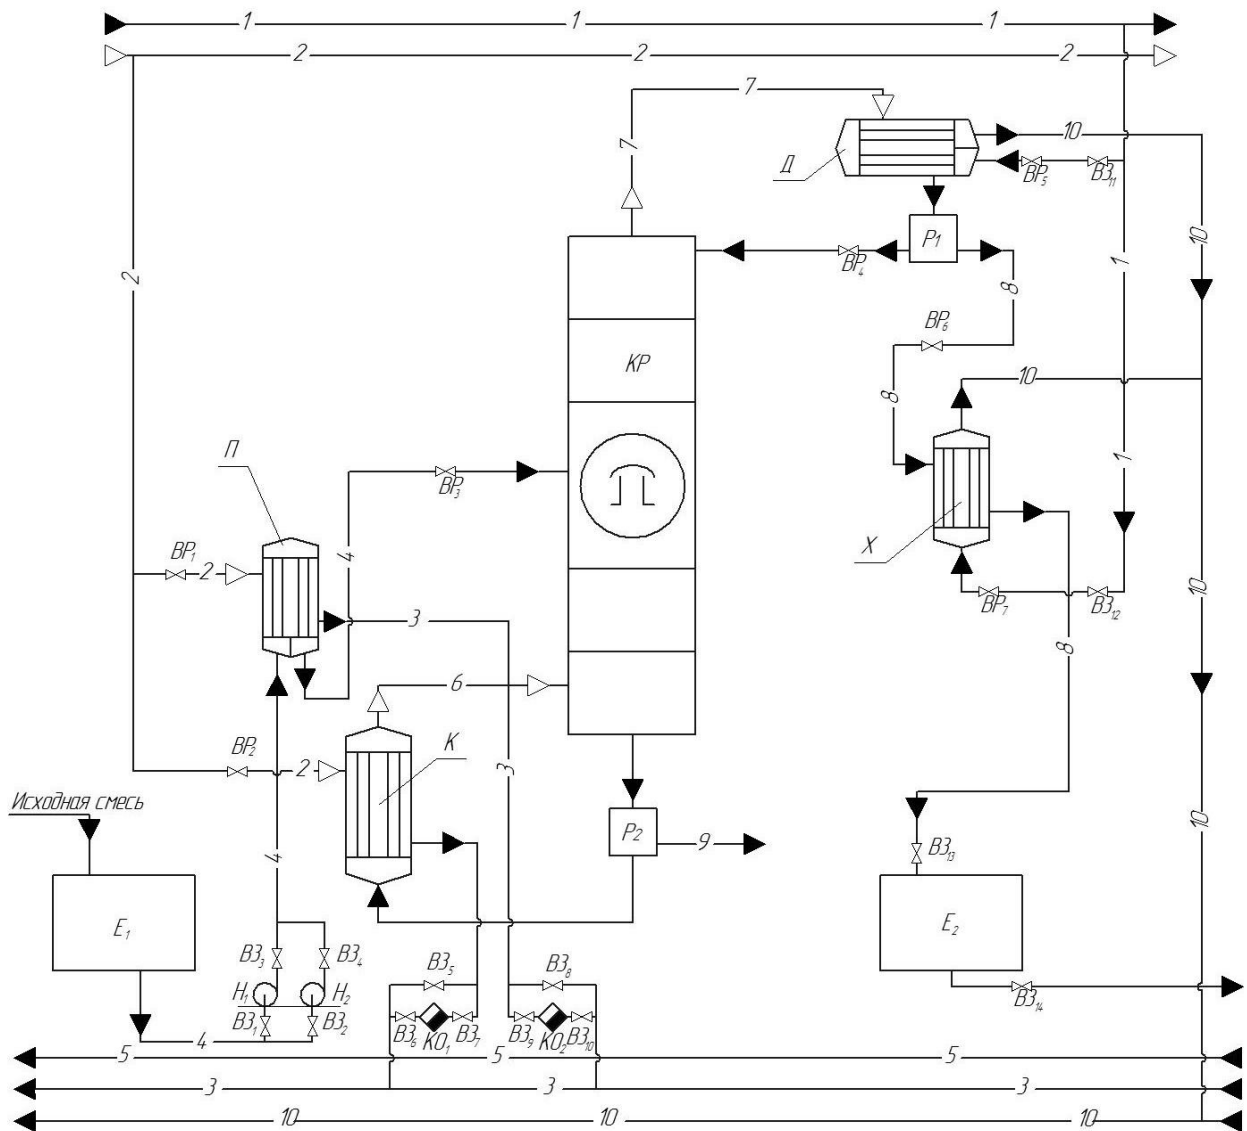 1 1 1
2 2 2
7
7
10
Д
ВР₅ ВЗ₁₁
Р₁
10
2
ВР₄
8
1
ВР₆
КР
8
10
П
ВР₃
1
4
Х
ВР₁
2
ВР₇ ВЗ₁₂
10
3
8
6
ВР₂
К
2
3
Исходная смесь
Р2
9
10
4
ВЗ₁₃
Е₁
Е₂
ВЗ₃ ВЗ₄
ВЗ₅ ВЗ₈
Н₁ Н₂
ВЗ₁₄
ВЗ₁ ВЗ₂
ВЗ₆ КО₁ ВЗ₇ ВЗ₉ КО₂ ВЗ₁₀
4
5 5 5
3 3 3
10 10 10